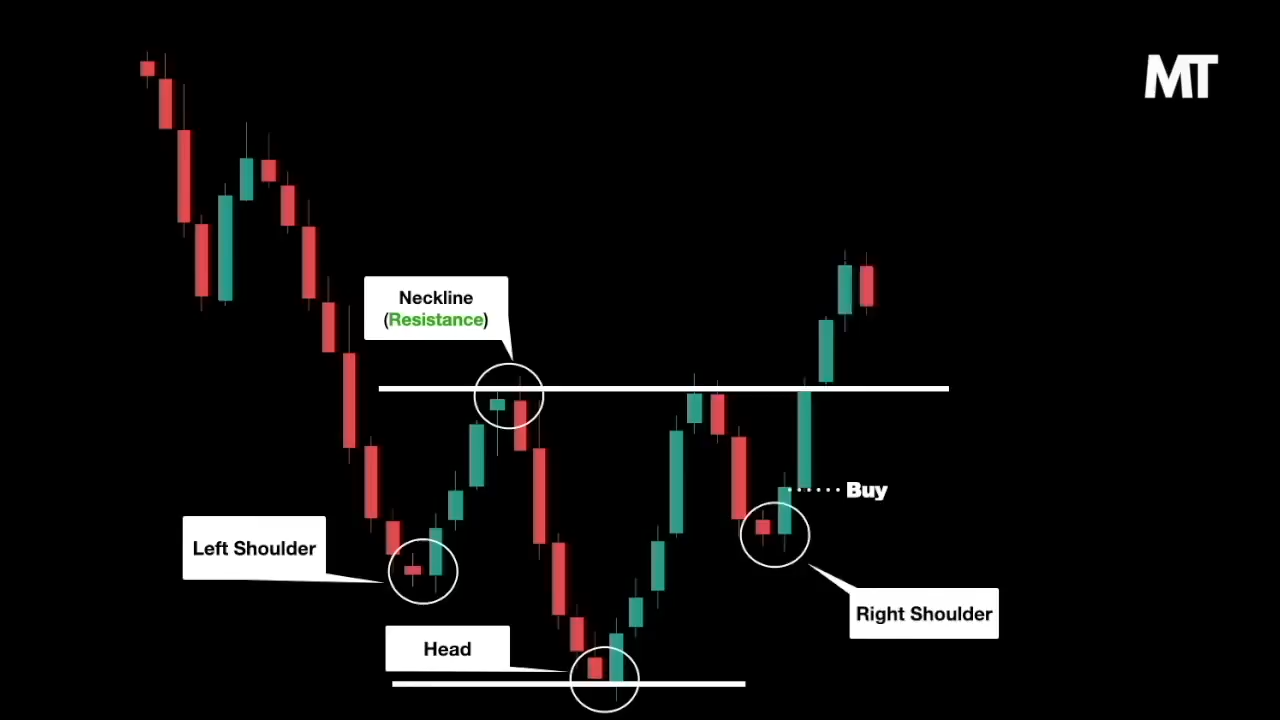 MT
Neckline
(Resistance)
Buy
Left Shoulder
Right Shoulder
Head